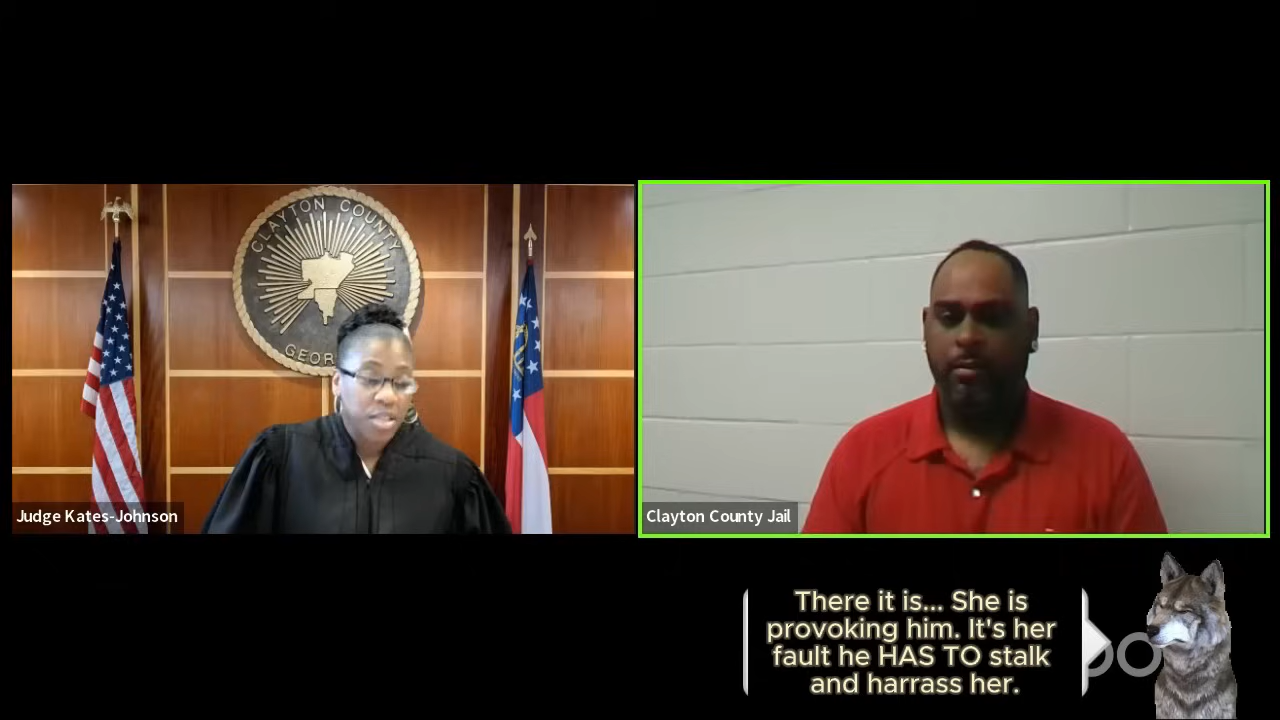 CLAYTON COUNTY
Judge Kates-Johnson
Clayton County Jail
There it is... She is
provoking him. It's her
fault he HAS TO stalk
and harrass her.